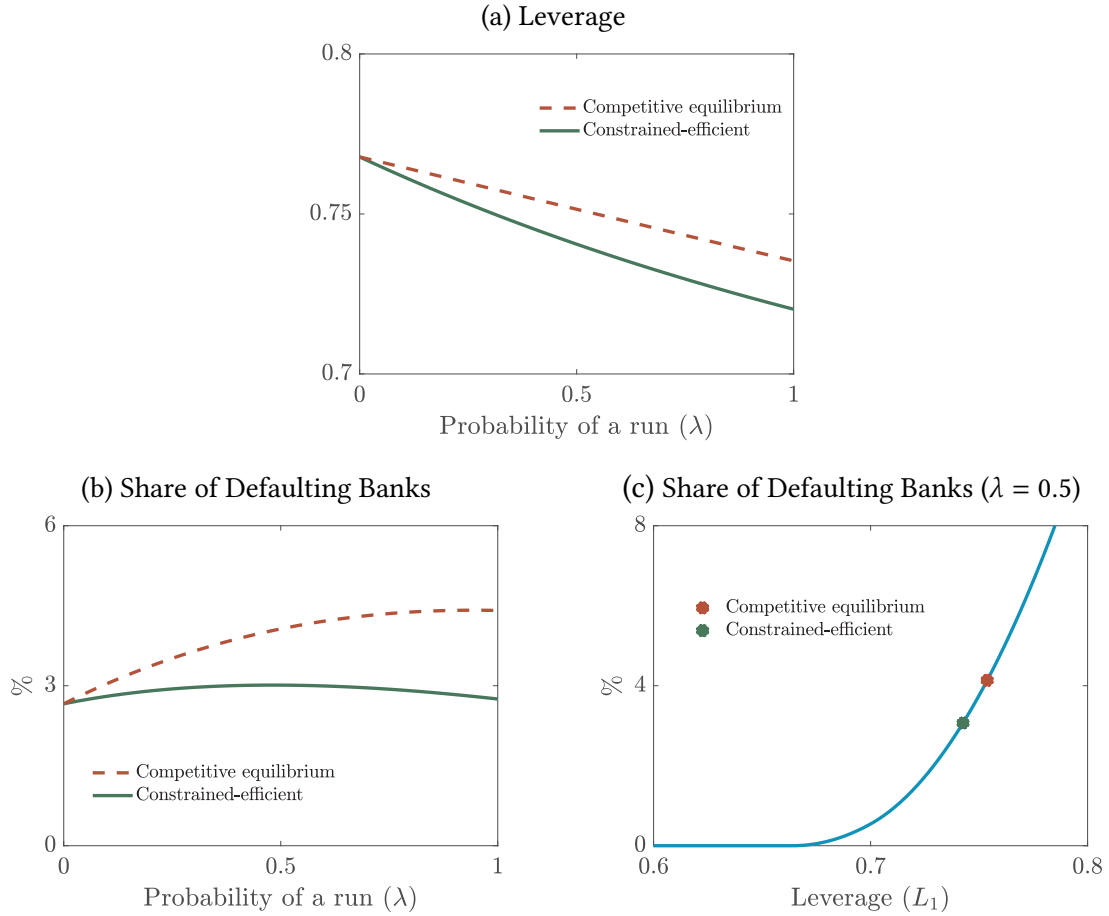 (a) Leverage
0.8
Competitive equilibrium
Constrained-efficient
0.75
0.7
0
0.5
1
Probability of a run (λ)
(b) Share of Defaulting Banks
6
%
3
Competitive equilibrium
Constrained-efficient
0
0
0.5
1
Probability of a run (λ)
(c) Share of Defaulting Banks (λ = 0.5)
8
Competitive equilibrium
Constrained-efficient
%
4
0
0.6
0.7
0.8
Leverage (L₁)